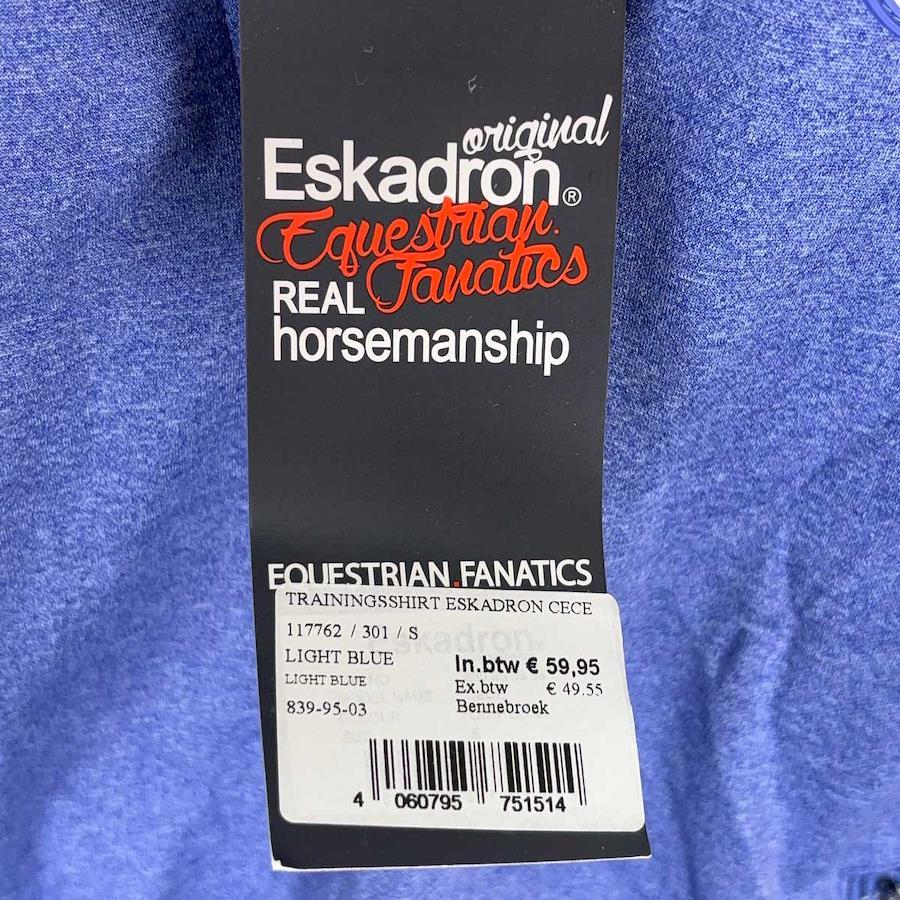 original
Eskadron®
Equestrian.
Fanatics
REAL
horsemanship
EQUESTRIAN.FANATICS
TRAININGSSHIRT ESKADRON CECE
117762 / 301 / S
LIGHT BLUE
In.btw € 59,95
LIGHT BLUE
Ex.btw € 49.55
839-95-03
Bennebroek
4 060795 751514